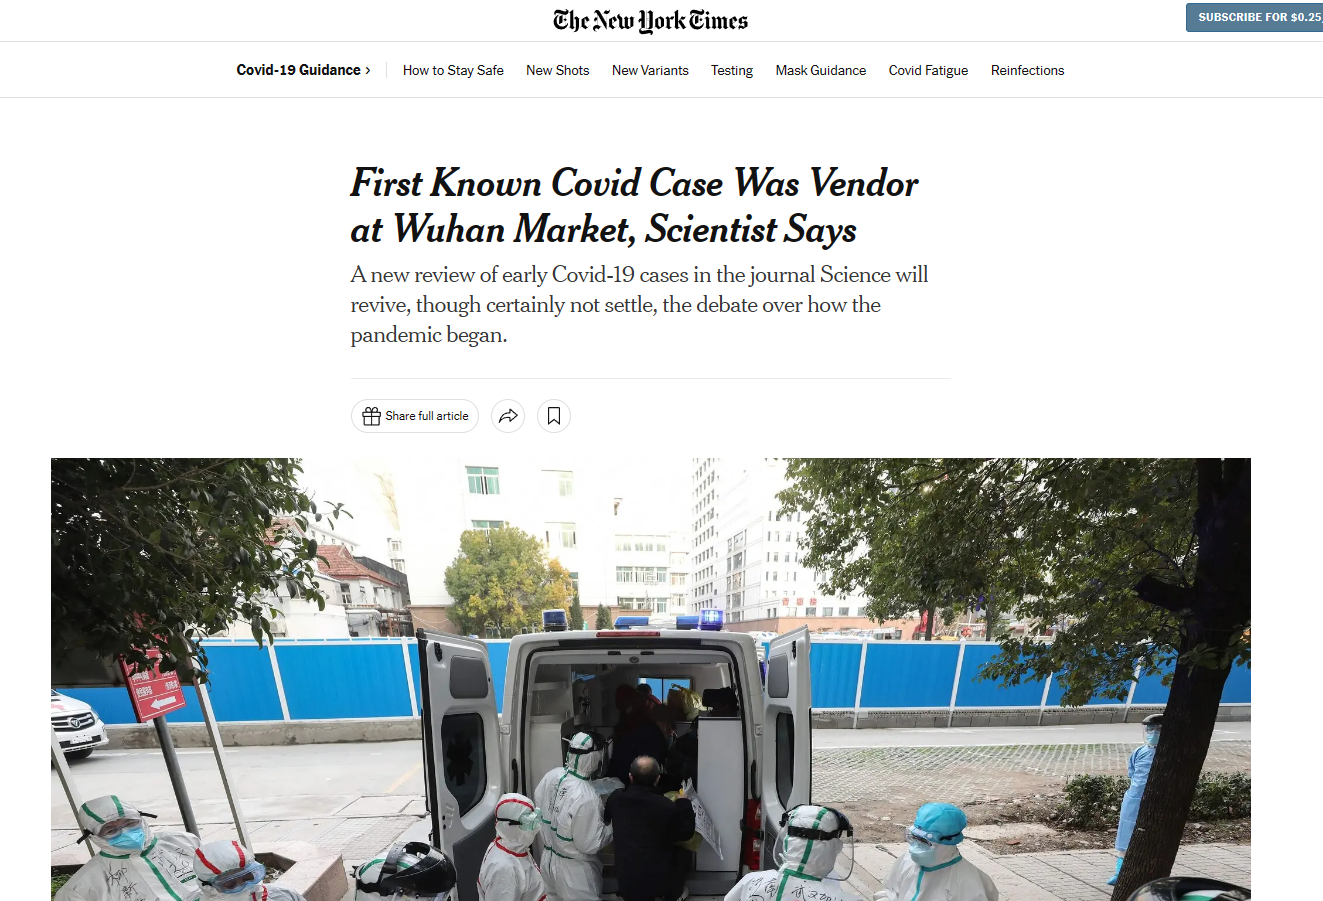 The New York Times
SUBSCRIBE FOR $0.25
Covid-19 Guidance ›
How to Stay Safe
New Shots
New Variants
Testing
Mask Guidance
Covid Fatigue
Reinfections
First Known Covid Case Was Vendor
at Wuhan Market, Scientist Says
A new review of early Covid-19 cases in the journal Science will
revive, though certainly not settle, the debate over how the
pandemic began.
Share full article